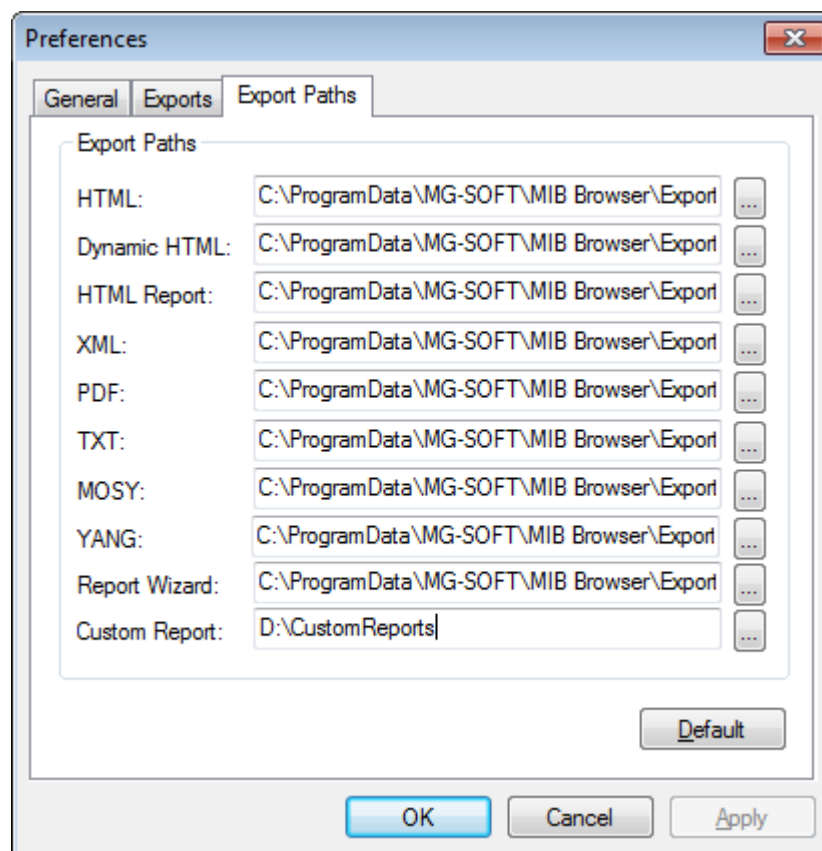 Preferences
General Exports Export Paths
Export Paths
HTML: C:\ProgramData\MG-SOFT\MIB Browser\Export ...
Dynamic HTML: C:\ProgramData\MG-SOFT\MIB Browser\Export ...
HTML Report: C:\ProgramData\MG-SOFT\MIB Browser\Export ...
XML: C:\ProgramData\MG-SOFT\MIB Browser\Export ...
PDF: C:\ProgramData\MG-SOFT\MIB Browser\Export ...
TXT: C:\ProgramData\MG-SOFT\MIB Browser\Export ...
MOSY: C:\ProgramData\MG-SOFT\MIB Browser\Export ...
YANG: C:\ProgramData\MG-SOFT\MIB Browser\Export ...
Report Wizard: C:\ProgramData\MG-SOFT\MIB Browser\Export ...
Custom Report: D:\CustomReports ...
Default
OK Cancel Apply